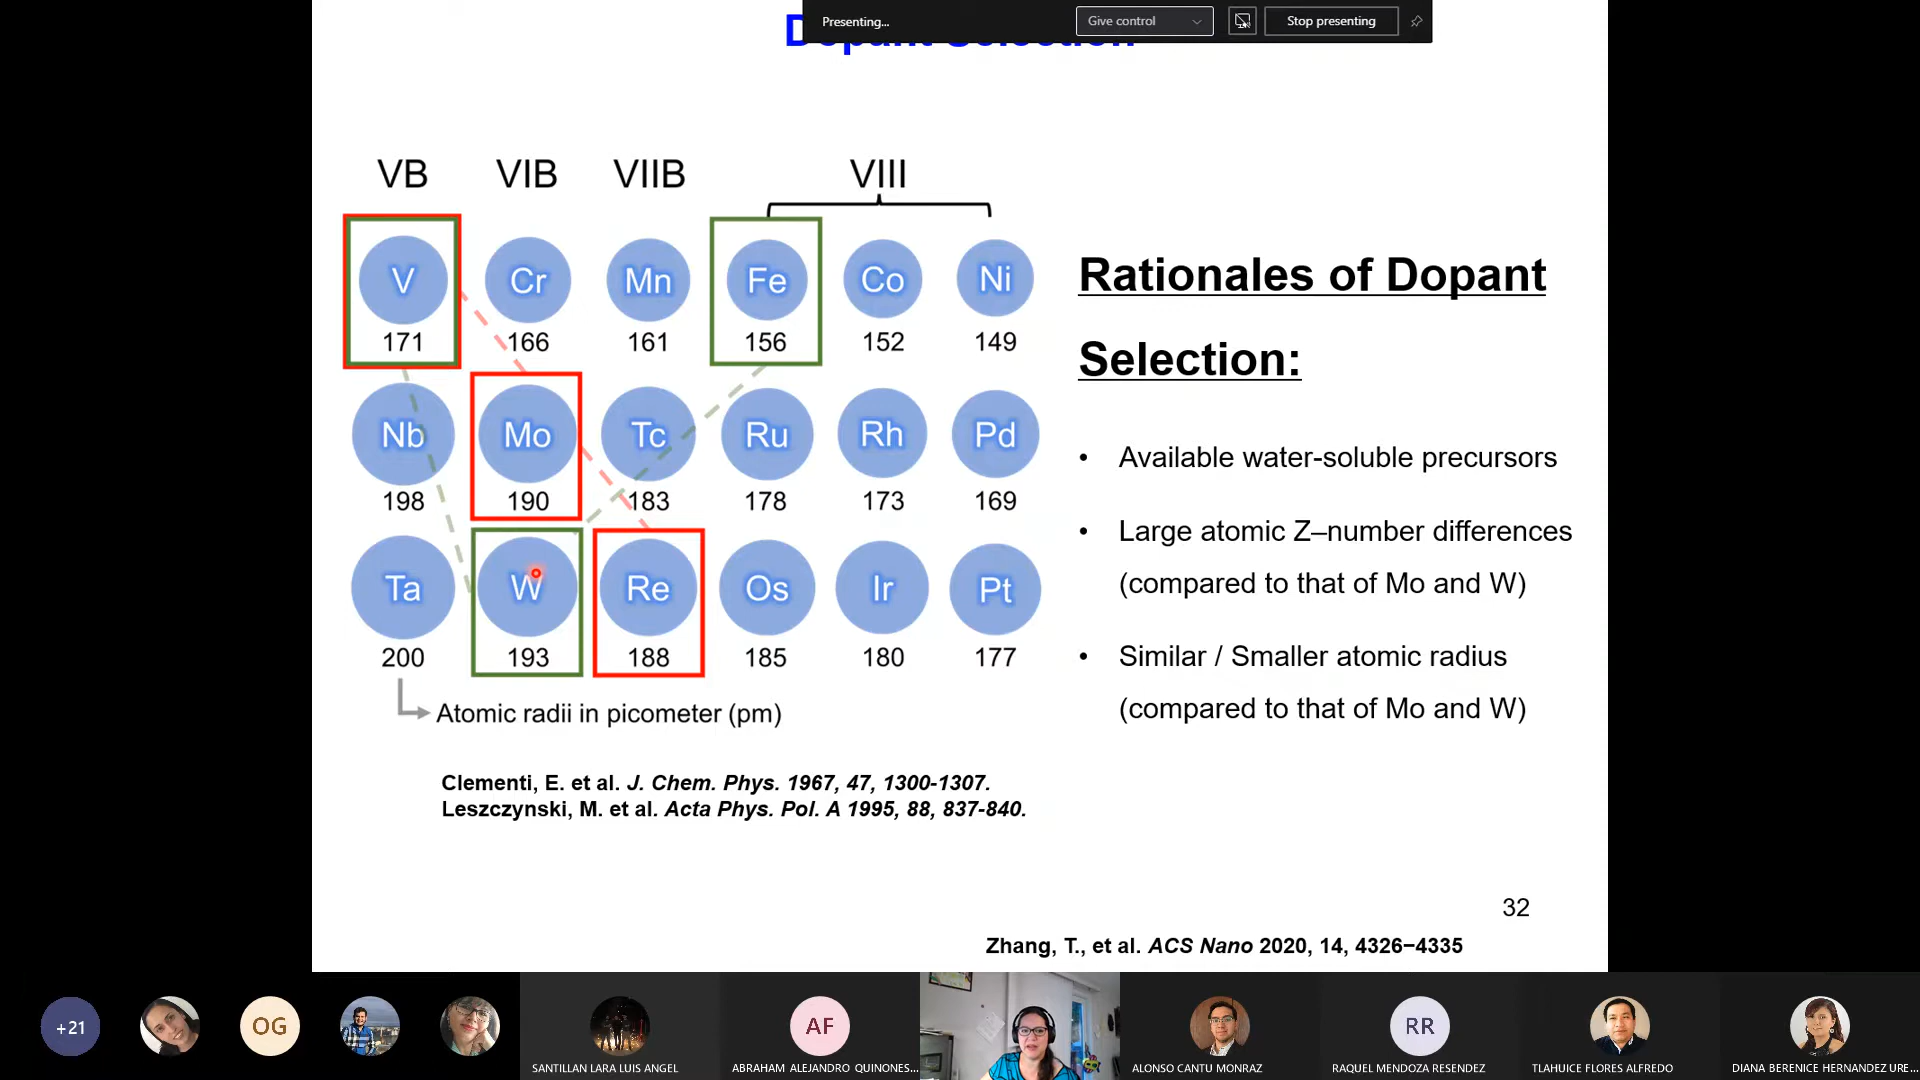 Presenting...
Give control
Stop presenting
Dopant Selection
VB VIB VIIB VIII
V Cr Mn Fe Co Ni
171 166 161 156 152 149
Nb Mo Tc Ru Rh Pd
198 190 183 178 173 169
Ta W Re Os Ir Pt
200 193 188 185 180 177
Atomic radii in picometer (pm)
Rationales of Dopant
Selection:
• Available water-soluble precursors
• Large atomic Z–number differences
(compared to that of Mo and W)
• Similar / Smaller atomic radius
(compared to that of Mo and W)
Clementi, E. et al. J. Chem. Phys. 1967, 47, 1300-1307.
Leszczynski, M. et al. Acta Phys. Pol. A 1995, 88, 837-840.
32
Zhang, T., et al. ACS Nano 2020, 14, 4326−4335
+21
OG
AF
RR
SANTILLAN LARA LUIS ANGEL
ABRAHAM ALEJANDRO QUINONES...
ALONSO CANTU MONRAZ
RAQUEL MENDOZA RESENDEZ
TLAHUICE FLORES ALFREDO
DIANA BERENICE HERNANDEZ URE...